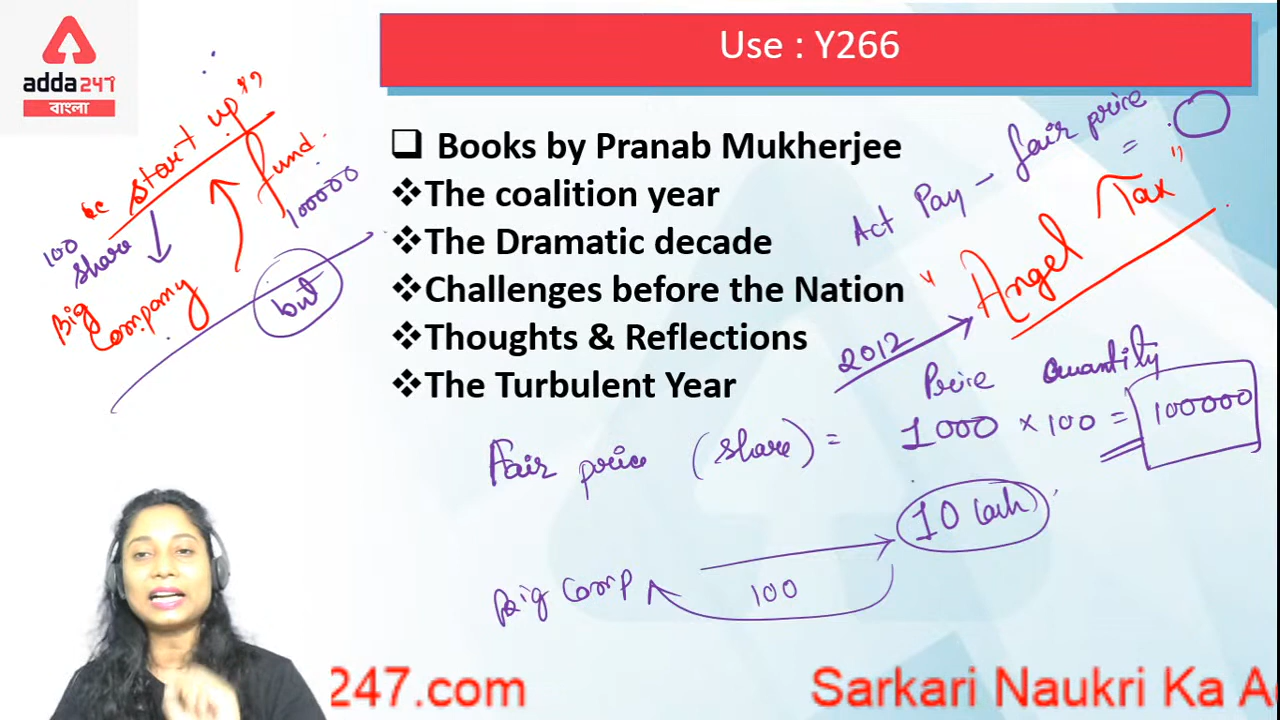 adda247
বাংলা
Use : Y266
Books by Pranab Mukherjee
The coalition year
The Dramatic decade
Challenges before the Nation
Thoughts & Reflections
The Turbulent Year
start up
fund
100000
100
share
Big
company
but
Act Pay - fair price =
"Angel Tax"
2012
Price Quantity
Fair price (share) = 1000 × 100 = 100000
10 Lakh
Big Comp
100
247.com
Sarkari Naukri Ka A